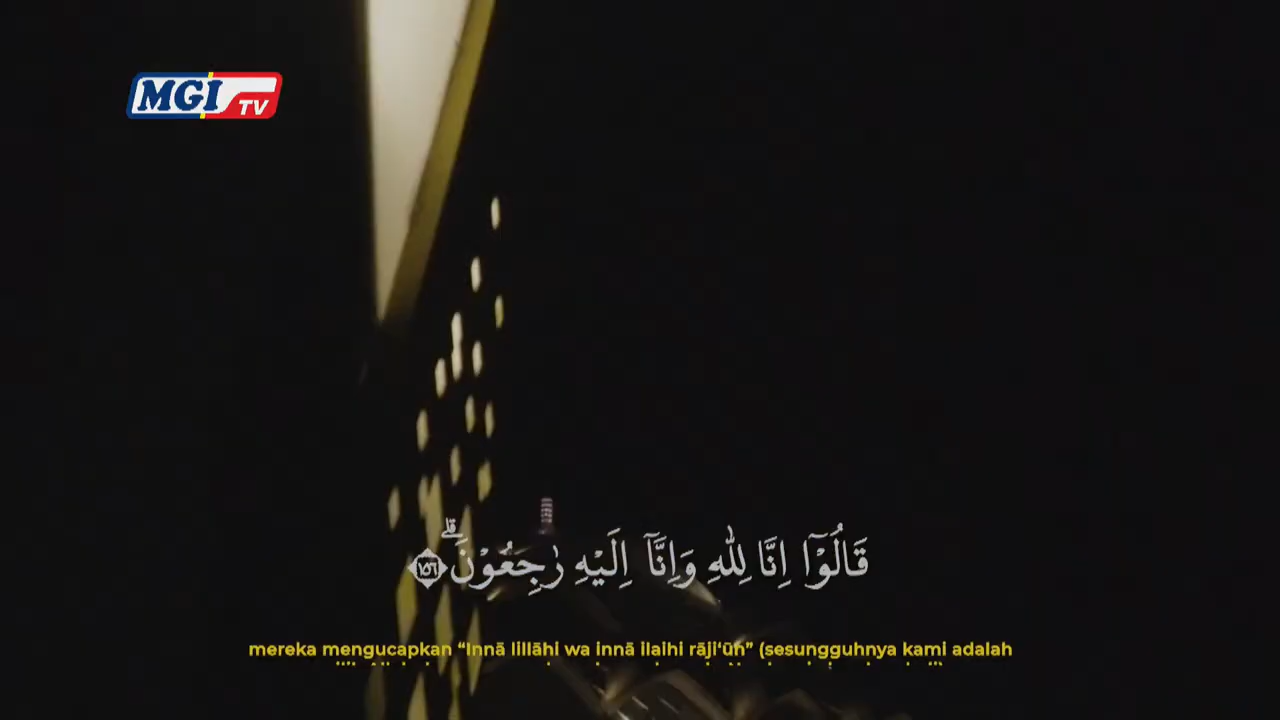 MGI TV
قَالُوْٓا اِنَّا لِلّٰهِ وَاِنَّآ اِلَيْهِ رٰجِعُوْنَۗ ١٥٦
mereka mengucapkan “Innā lillāhi wa innā ilaihi rāji‘ūn” (sesungguhnya kami adalah